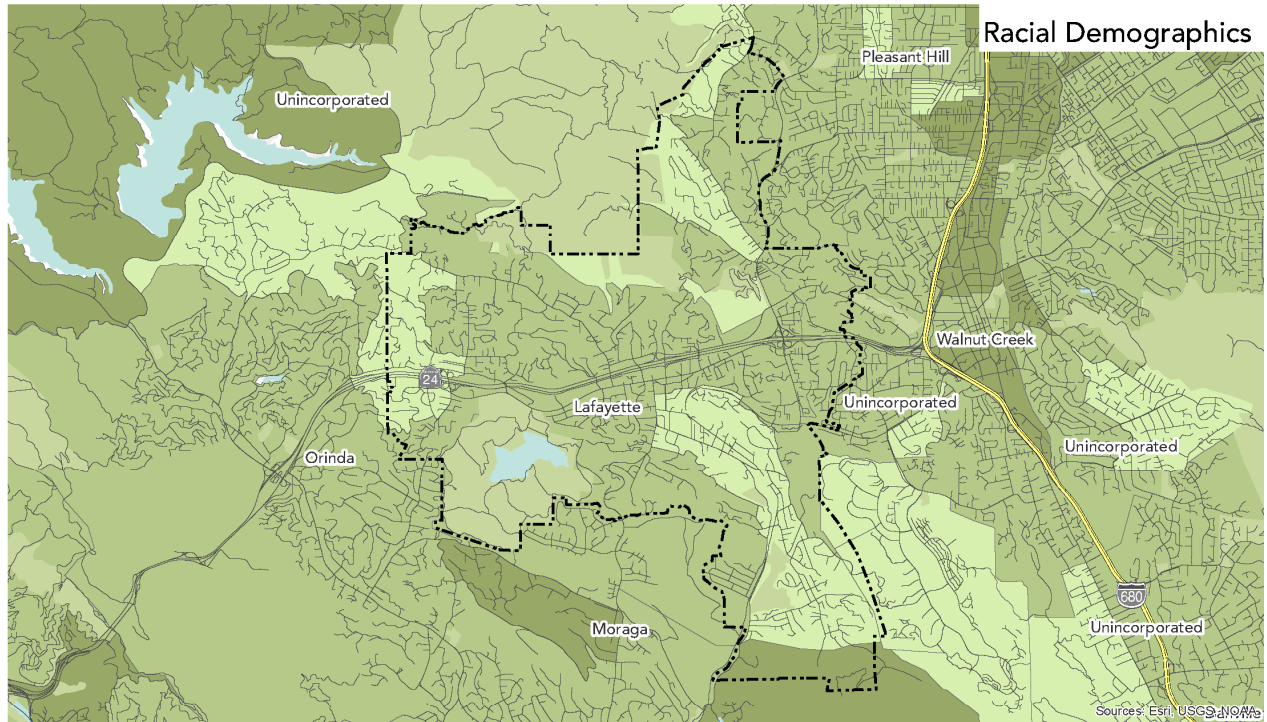 Racial Demographics
Pleasant Hill
Unincorporated
Walnut Creek
24
Lafayette
Unincorporated
Unincorporated
Orinda
680
Moraga
Unincorporated
Sources: Esri, USGS, NOAA